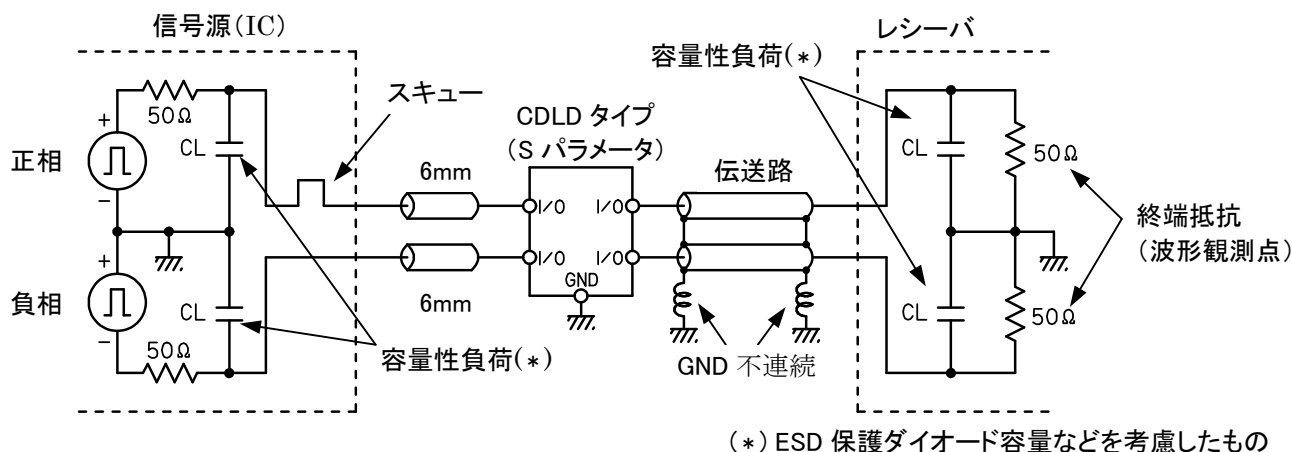 信号源(IC)
レシーバ
容量性負荷(*)
50Ω
スキュー
CDLD タイプ
(S パラメータ)
+
CL
6mm
伝送路
CL
50Ω
正相
-
I/O
I/O
終端抵抗
(波形観測点)
+
I/O
I/O
GND
負相
CL
6mm
CL
50Ω
-
50Ω
容量性負荷(*)
GND 不連続
(*) ESD 保護ダイオード容量などを考慮したもの